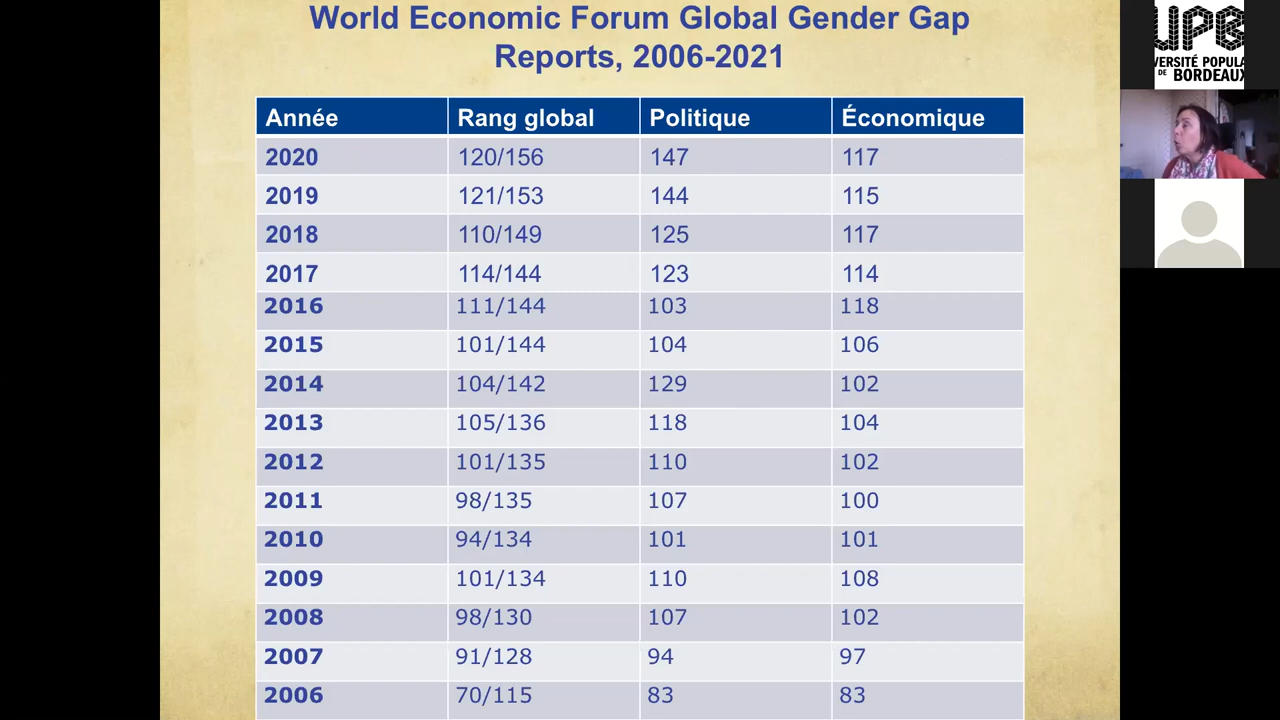 World Economic Forum Global Gender Gap
Reports, 2006-2021
Année Rang global Politique Économique
2020 120/156 147 117
2019 121/153 144 115
2018 110/149 125 117
2017 114/144 123 114
2016 111/144 103 118
2015 101/144 104 106
2014 104/142 129 102
2013 105/136 118 104
2012 101/135 110 102
2011 98/135 107 100
2010 94/134 101 101
2009 101/134 110 108
2008 98/130 107 102
2007 91/128 94 97
2006 70/115 83 83
UPB
VERSITÉ POPULA
DE BORDEAUX